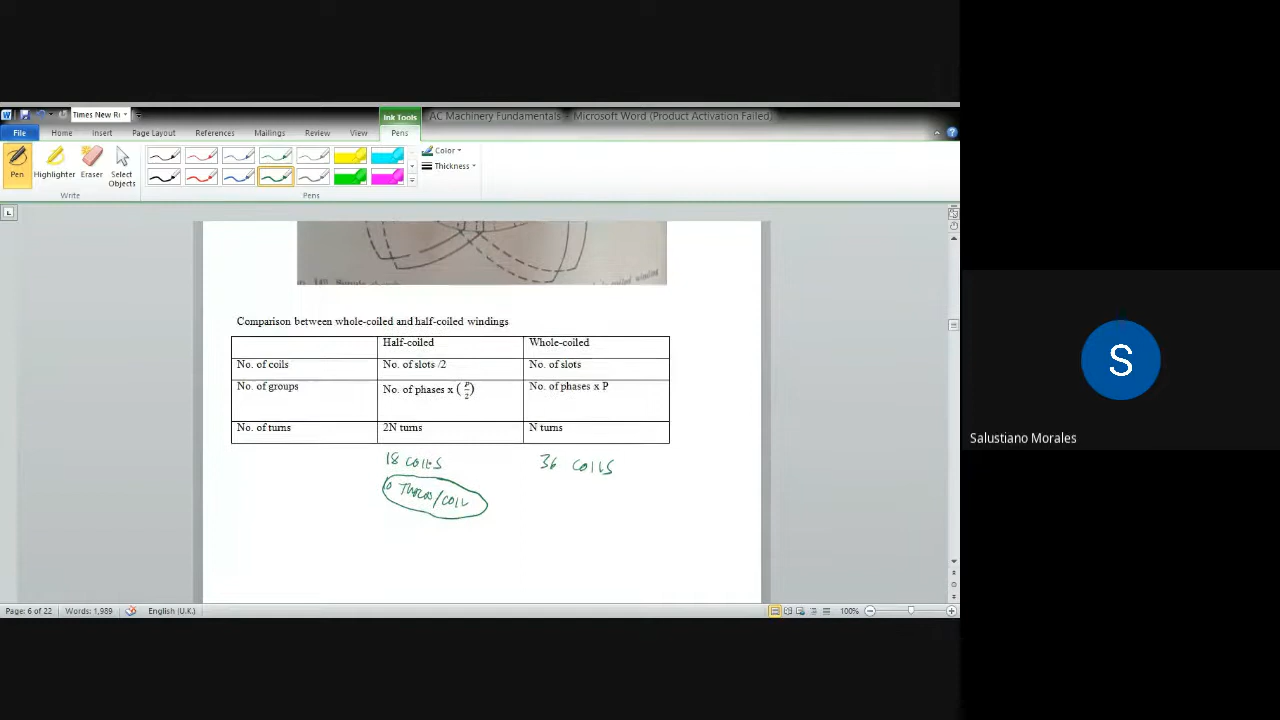 Times New R
Ink Tools
AC Machinery Fundamentals - Microsoft Word (Product Activation Failed)
File Home Insert Page Layout References Mailings Review View Pens
Pen Highlighter Eraser Select Objects
Color
Thickness
Write Pens
Comparison between whole-coiled and half-coiled windings
Half-coiled Whole-coiled
No. of coils No. of slots /2 No. of slots
No. of groups No. of phases x (P/2) No. of phases x P
No. of turns 2N turns N turns
18 COILS 36 COILS
/COIL
S
Salustiano Morales
Page: 6 of 22 Words: 1,989 English (U.K.) 100%